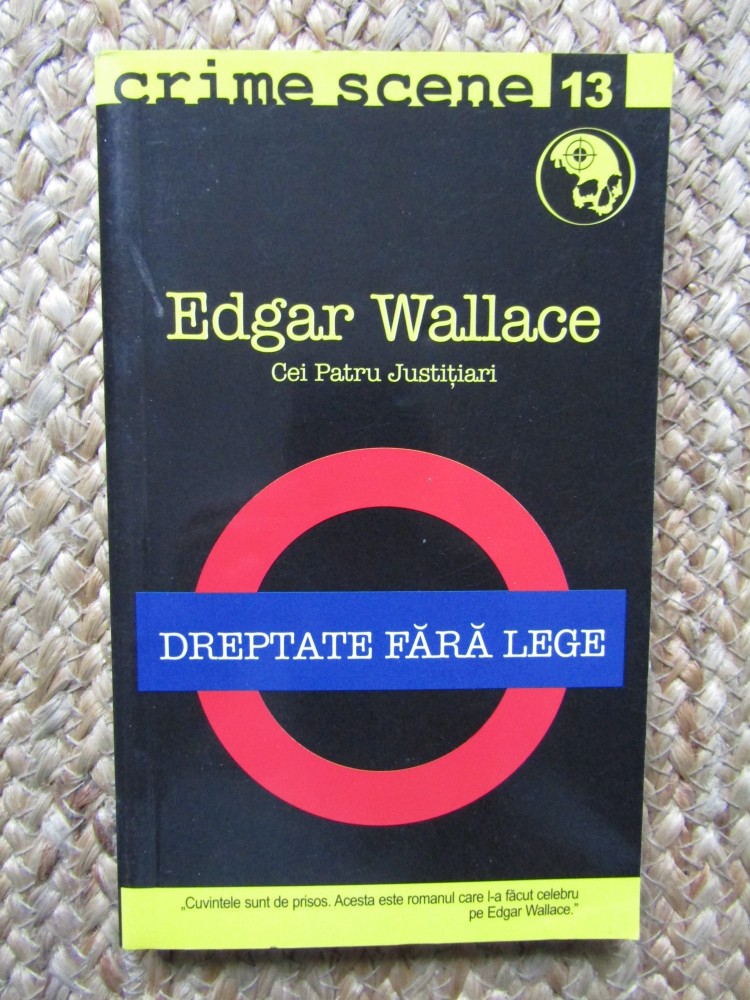 crime scene 13
Edgar Wallace
Cei Patru Justițiari
DREPTATE FĂRĂ LEGE
„Cuvintele sunt de prisos. Acesta este romanul care l-a făcut celebru
pe Edgar Wallace.”